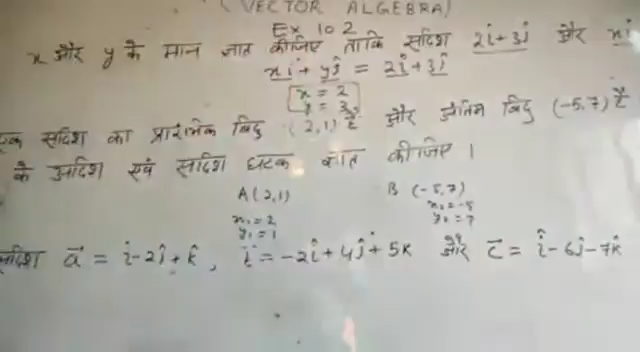 (VECTOR ALGEBRA)
Ex 10.2
x और y के मान ज्ञात कीजिए ताकि सदिश 2î+3ĵ और xî
xî + yĵ = 2î+3ĵ
x = 2
y = 3
एक सदिश का प्रारंभिक बिंदु (2,1) है और अंतिम बिंदु (-5,7) है
के अदिश एवं सदिश घटक ज्ञात कीजिए ।
A(2,1) B(-5,7)
x₁=2 x₂=-5
y₁=1 y₂=7
सदिश a⃗ = î-2ĵ+k̂, = -2î+4ĵ+5k और c⃗ = î-6ĵ-7k